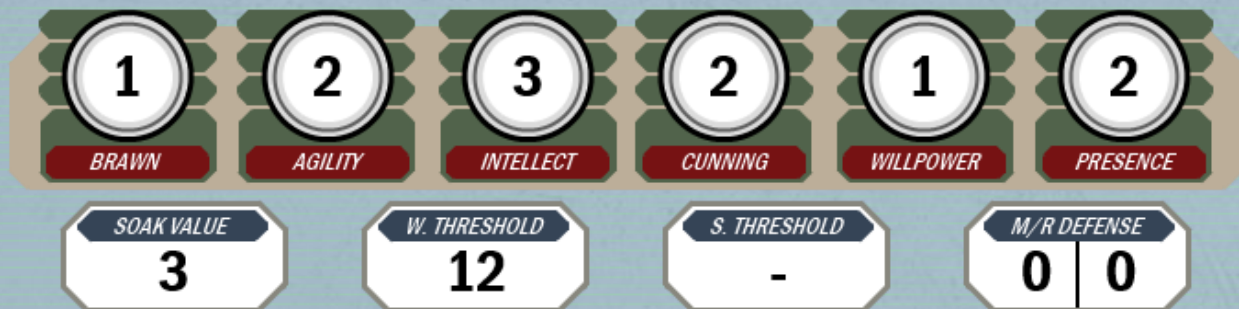 1 2 3 2 1 2
BRAWN AGILITY INTELLECT CUNNING WILLPOWER PRESENCE
SOAK VALUE W. THRESHOLD S. THRESHOLD M/R DEFENSE
3 12 - 0 0